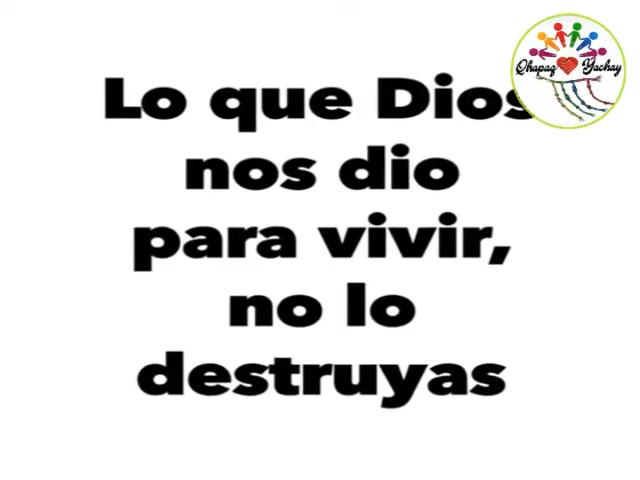 Lo que Dios
nos dio
para vivir,
no lo
destruyas
Qhapaq Yachay